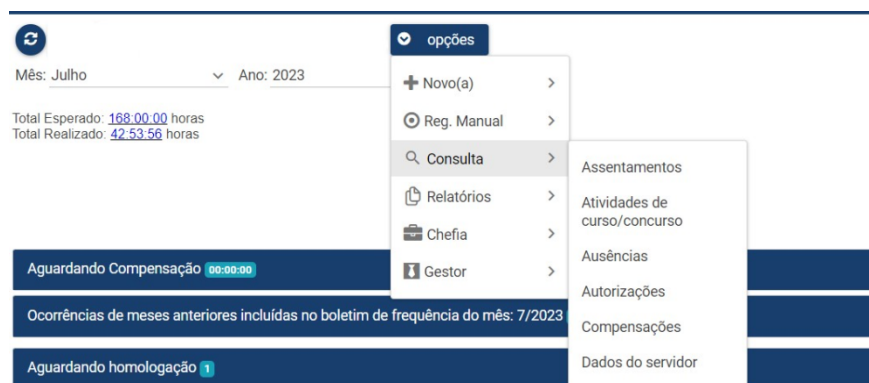 opções
Mês: Julho Ano: 2023
Total Esperado: 168:00:00 horas
Total Realizado: 42:53:56 horas
Novo(a)
Reg. Manual
Consulta
Relatórios
Chefia
Gestor
Assentamentos
Atividades de
curso/concurso
Ausências
Autorizações
Compensações
Dados do servidor
Aguardando Compensação 00:00:00
Ocorrências de meses anteriores incluídas no boletim de frequência do mês: 7/2023
Aguardando homologação 1